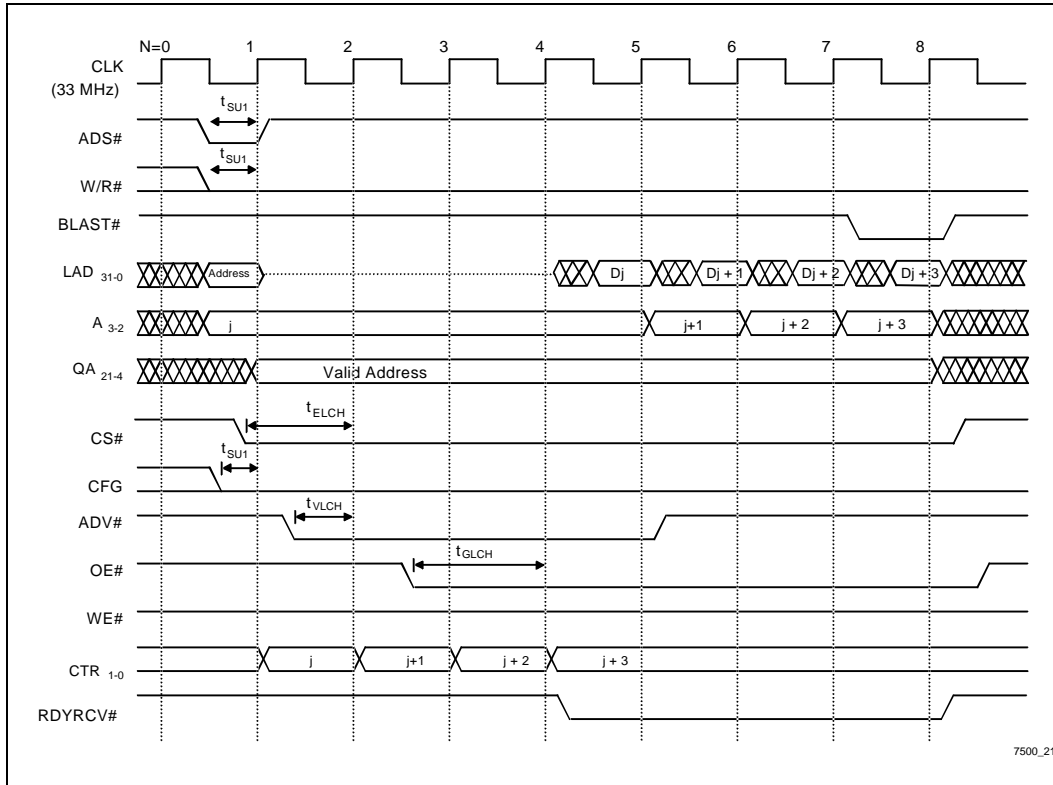 N=0 1 2 3 4 5 6 7 8
CLK
(33 MHz)
tSU1
ADS#
tSU1
W/R#
BLAST#
LAD 31-0 Address Dj Dj + 1 Dj + 2 Dj + 3
A 3-2 j j+1 j + 2 j + 3
QA 21-4 Valid Address
tELCH
CS#
tSU1
CFG
tVLCH
ADV#
tGLCH
OE#
WE#
CTR 1-0 j j+1 j + 2 j + 3
RDYRCV#
7500_21